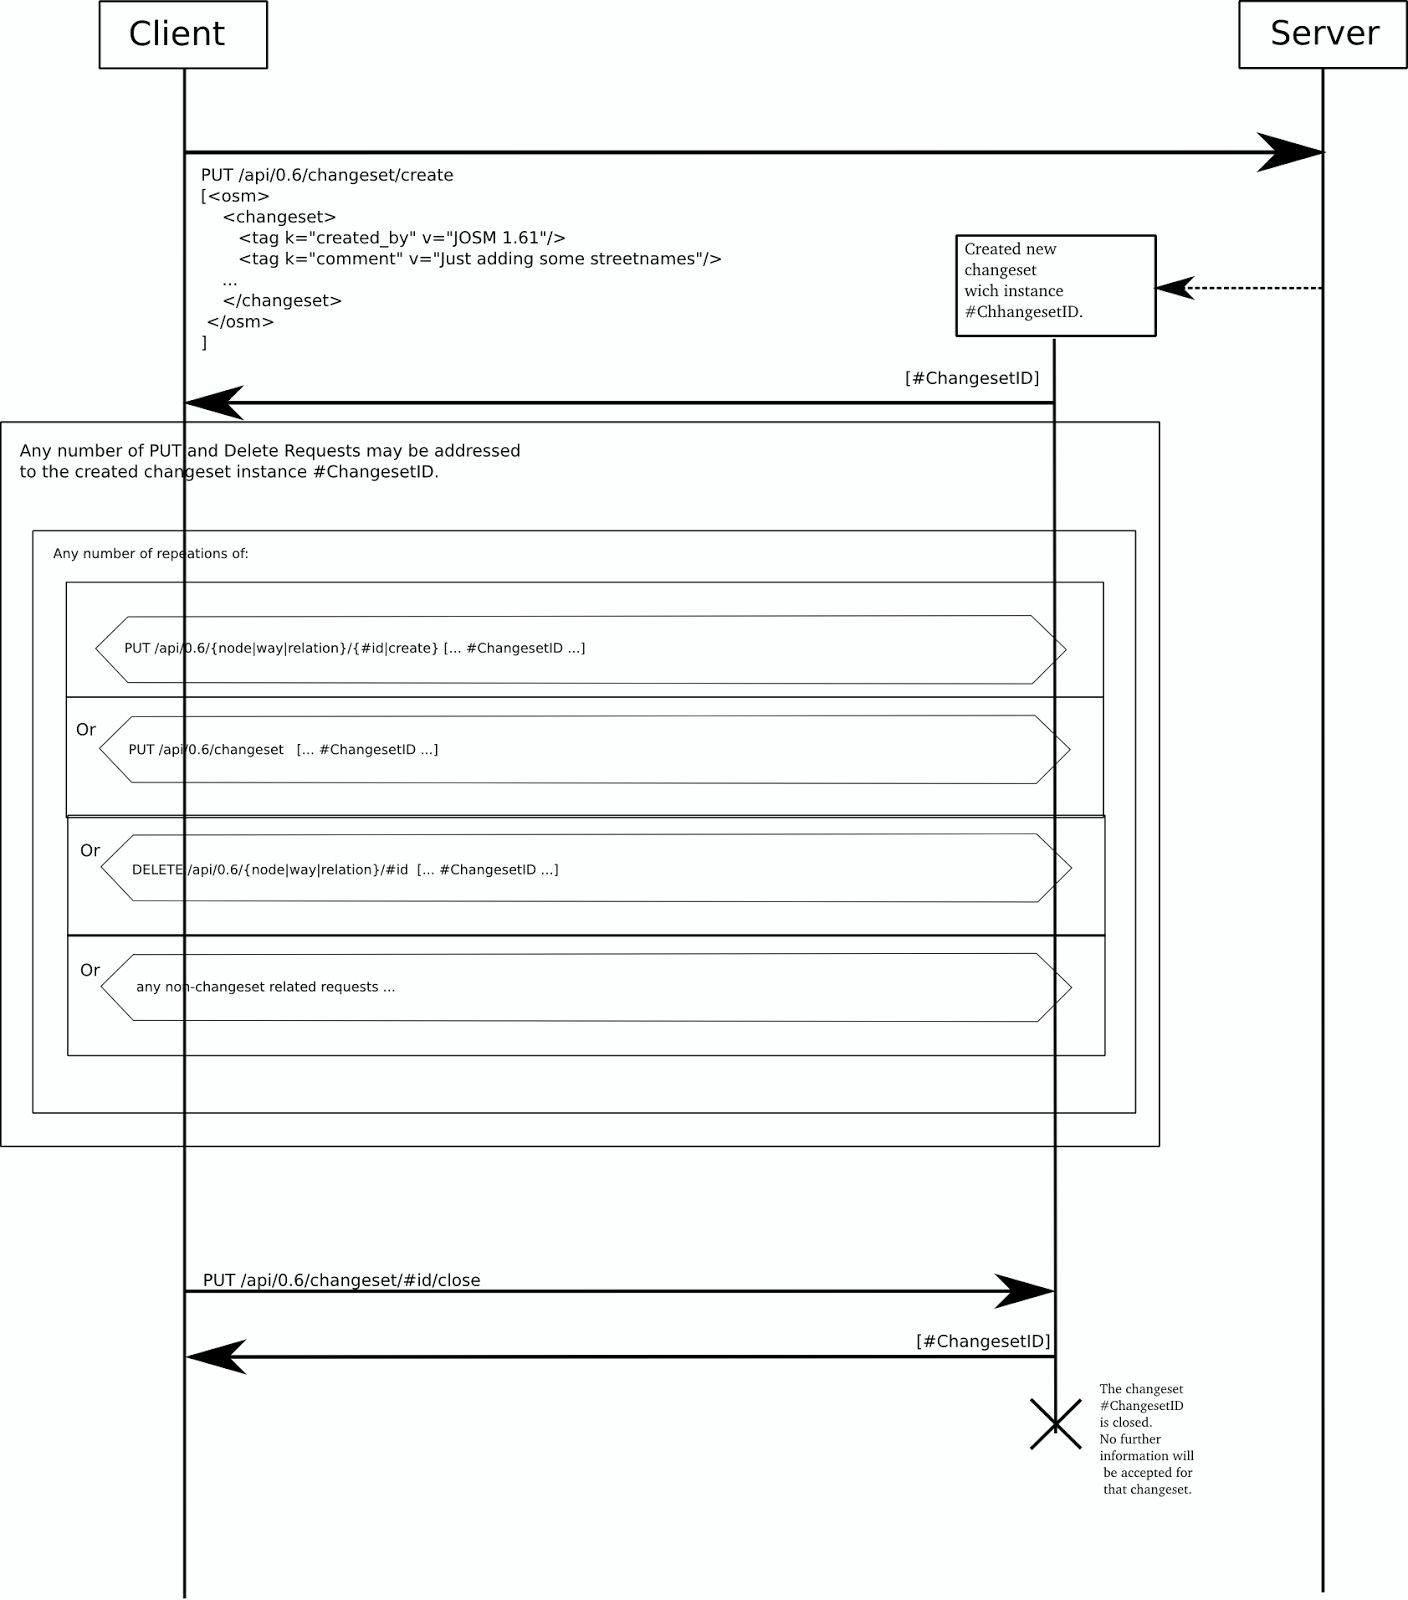 Client
Server
PUT /api/0.6/changeset/create
[<osm>
<changeset>
<tag k="created_by" v="JOSM 1.61"/>
<tag k="comment" v="Just adding some streetnames"/>
...
</changeset>
</osm>
]
Created new
changeset
wich instance
#ChhangesetID.
[#ChangesetID]
Any number of PUT and Delete Requests may be addressed
to the created changeset instance #ChangesetID.
Any number of repeations of:
PUT /api/0.6/{node|way|relation}/{#id|create} [... #ChangesetID ...]
Or
PUT /api/0.6/changeset [... #ChangesetID ...]
Or
DELETE /api/0.6/{node|way|relation}/#id [... #ChangesetID ...]
Or
any non-changeset related requests ...
PUT /api/0.6/changeset/#id/close
[#ChangesetID]
The changeset
#ChangesetID
is closed.
No further
information will
be accepted for
that changeset.